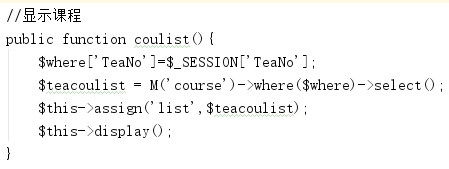 //显示课程
public function coulist(){
$where['TeaNo']=$_SESSION['TeaNo'];
$teacoulist = M('course')->where($where)->select();
$this->assign('list',$teacoulist);
$this->display();
}